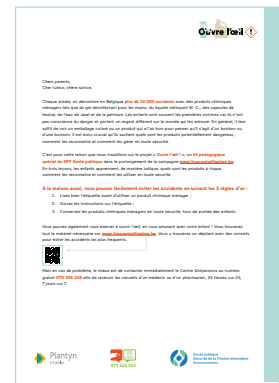 Ouvre l'œil !
Chers parents,
Cher tuteur, chère tutrice,
Chaque année, on dénombre en Belgique plus de 20 000 accidents avec des produits chimiques
ménagers tels que du gel désinfectant pour les mains, du liquide nettoyant W.-C., des capsules de
lessive, de l'eau de Javel et de la peinture. Les enfants sont souvent les premières victimes car ils n'ont
pas conscience du danger et portent un regard différent sur le monde qui les entoure. En général, il leur
suffit de voir un emballage coloré ou un produit qui a l'air bon pour penser qu'il s'agit d'un bonbon ou
d'une boisson. Il est donc crucial qu'ils sachent quels sont les produits potentiellement dangereux,
comment les reconnaître et comment les gérer en toute sécurité.
C'est pour cette raison que nous travaillons sur le projet « Ouvre l'œil ! », un kit pédagogique
du SPF Santé publique dans le prolongement de la campagne
En trois leçons, les enfants apprennent, de manière ludique, quels sont les produits à risque,
comment les reconnaître et comment les utiliser en toute sécurité.
À la maison aussi, vous pouvez facilement éviter les accidents en suivant les 3 règles d'or :
1. Lisez bien l'étiquette avant d'utiliser un produit chimique ménager ;
2. Suivez les instructions sur l'étiquette ;
3. Conservez les produits chimiques ménagers en toute sécurité, hors de portée des enfants.
Vous pouvez également vous exercer à ouvrir l'œil, en vous amusant avec votre enfant ! Vous trouverez
tout le matériel nécessaire sur Vous y trouverez un dépliant avec des conseils
pour éviter les accidents les plus fréquents.
Mais en cas de problème, le mieux est de contacter immédiatement le Centre Antipoisons au numéro
gratuit 070 245 245 afin de recevoir les conseils d'un médecin ou d'un pharmacien, 24 heures sur 24,
7 jours sur 7.
Plantyn
070 245 245
Santé publique
Sécurité de la Chaîne alimentaire
Environnement